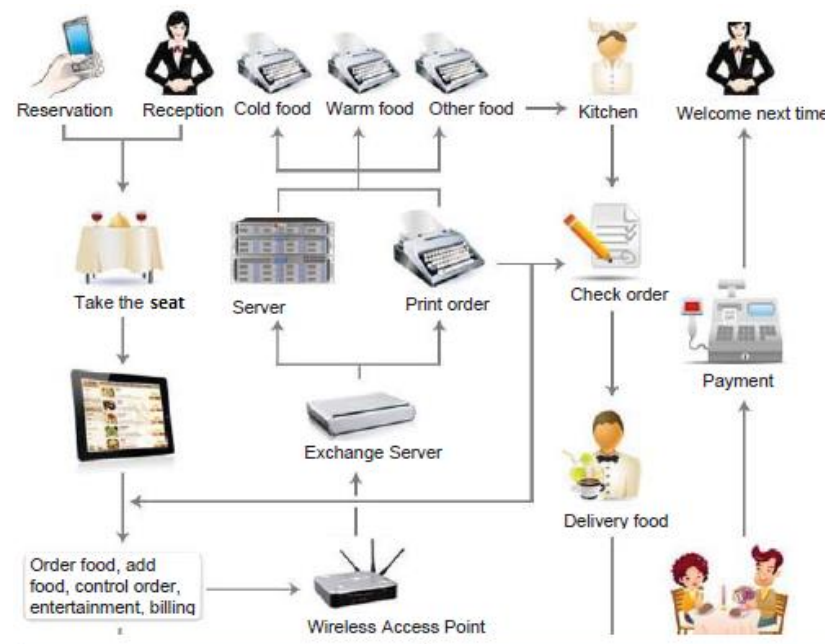 Reservation
Reception
Cold food
Warm food
Other food
Kitchen
Welcome next time
Take the seat
Server
Print order
Check order
Payment
Exchange Server
Delivery food
Order food, add
food, control order,
entertainment, billing
Wireless Access Point